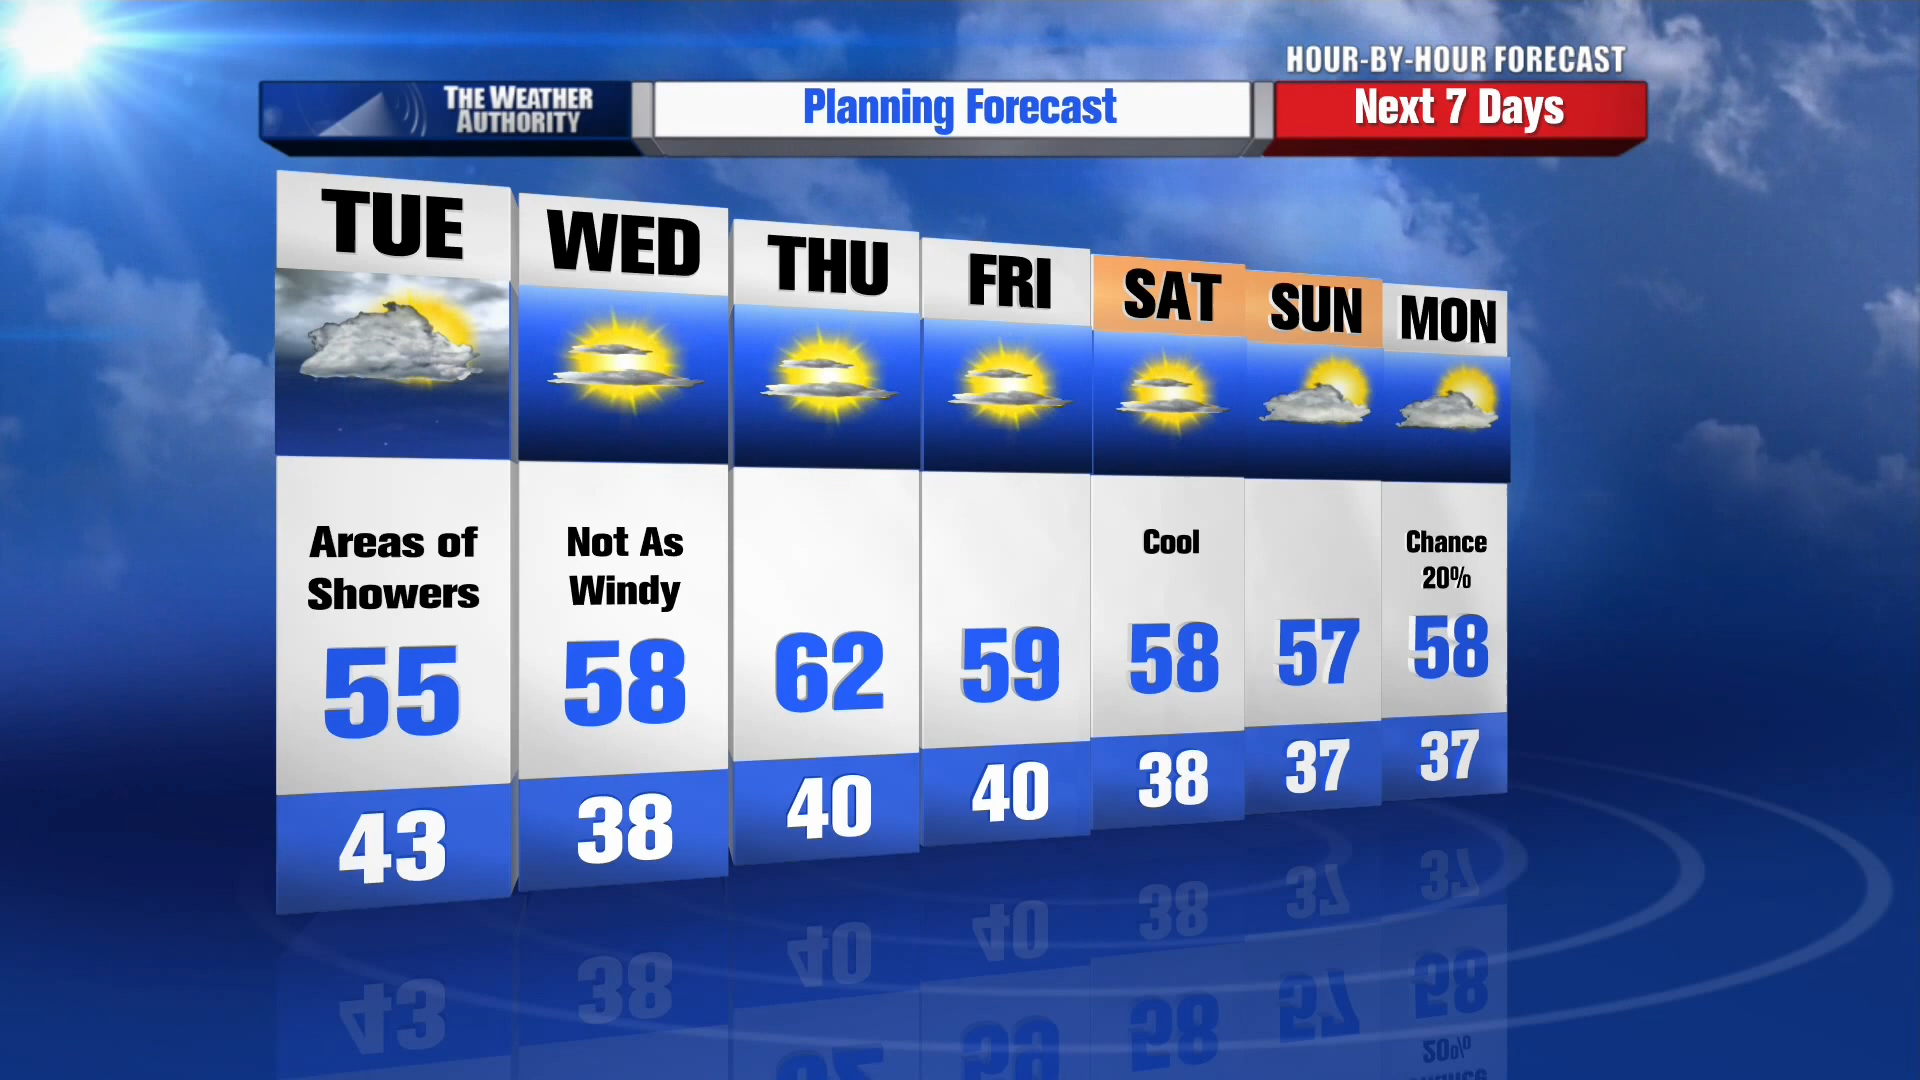 HOUR-BY-HOUR FORECAST
THE WEATHER
AUTHORITY
Planning Forecast
Next 7 Days
TUE
WED
THU
FRI
SAT
SUN
MON
Areas of
Showers
Not As
Windy
Cool
Chance
20%
55
58
62
59
58
57
58
43
38
40
40
38
37
37